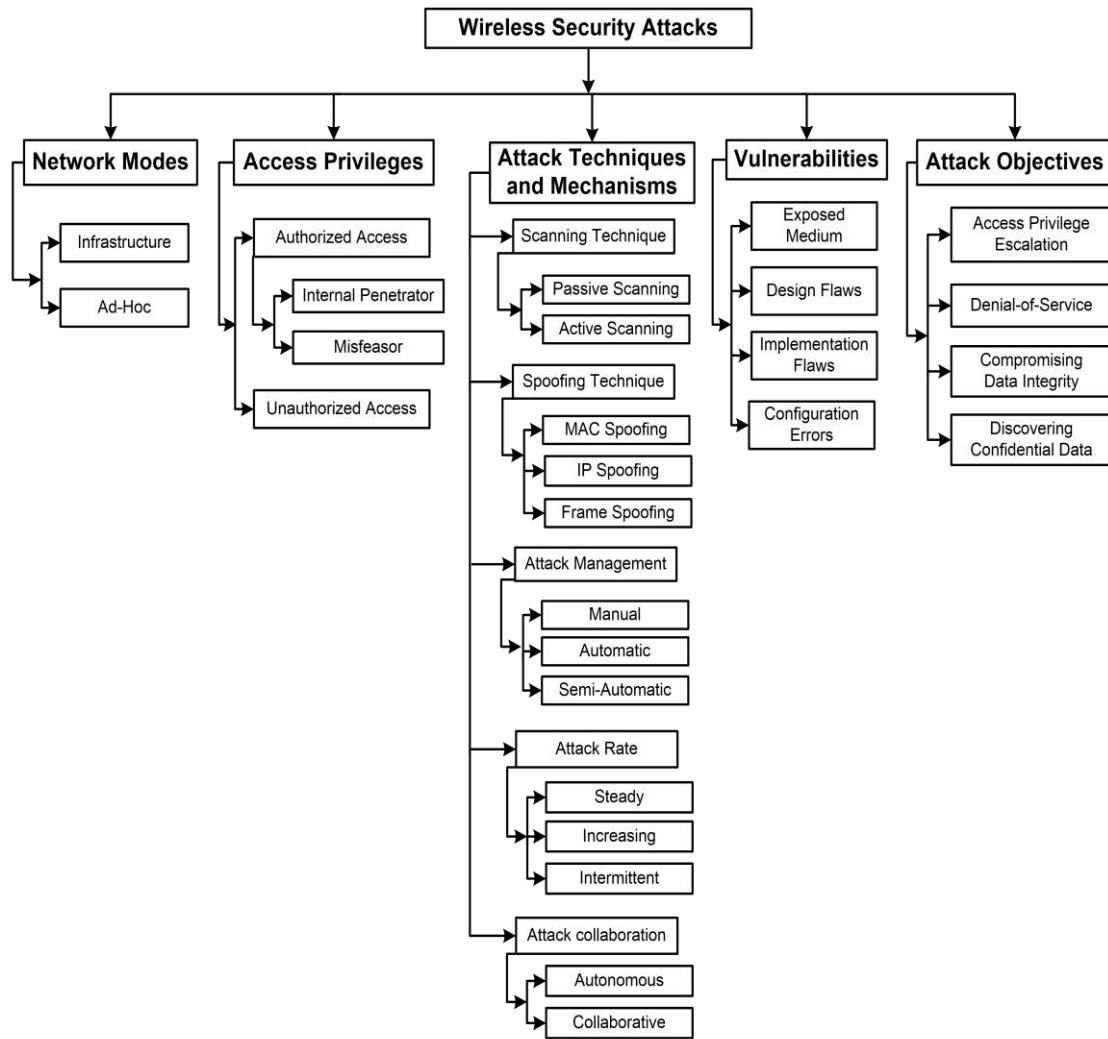 Wireless Security Attacks
Network Modes
Infrastructure
Ad-Hoc
Access Privileges
Authorized Access
Internal Penetrator
Misfeasor
Unauthorized Access
Attack Techniques
and Mechanisms
Scanning Technique
Passive Scanning
Active Scanning
Spoofing Technique
MAC Spoofing
IP Spoofing
Frame Spoofing
Attack Management
Manual
Automatic
Semi-Automatic
Attack Rate
Steady
Increasing
Intermittent
Attack collaboration
Autonomous
Collaborative
Vulnerabilities
Exposed
Medium
Design Flaws
Implementation
Flaws
Configuration
Errors
Attack Objectives
Access Privilege
Escalation
Denial-of-Service
Compromising
Data Integrity
Discovering
Confidential Data